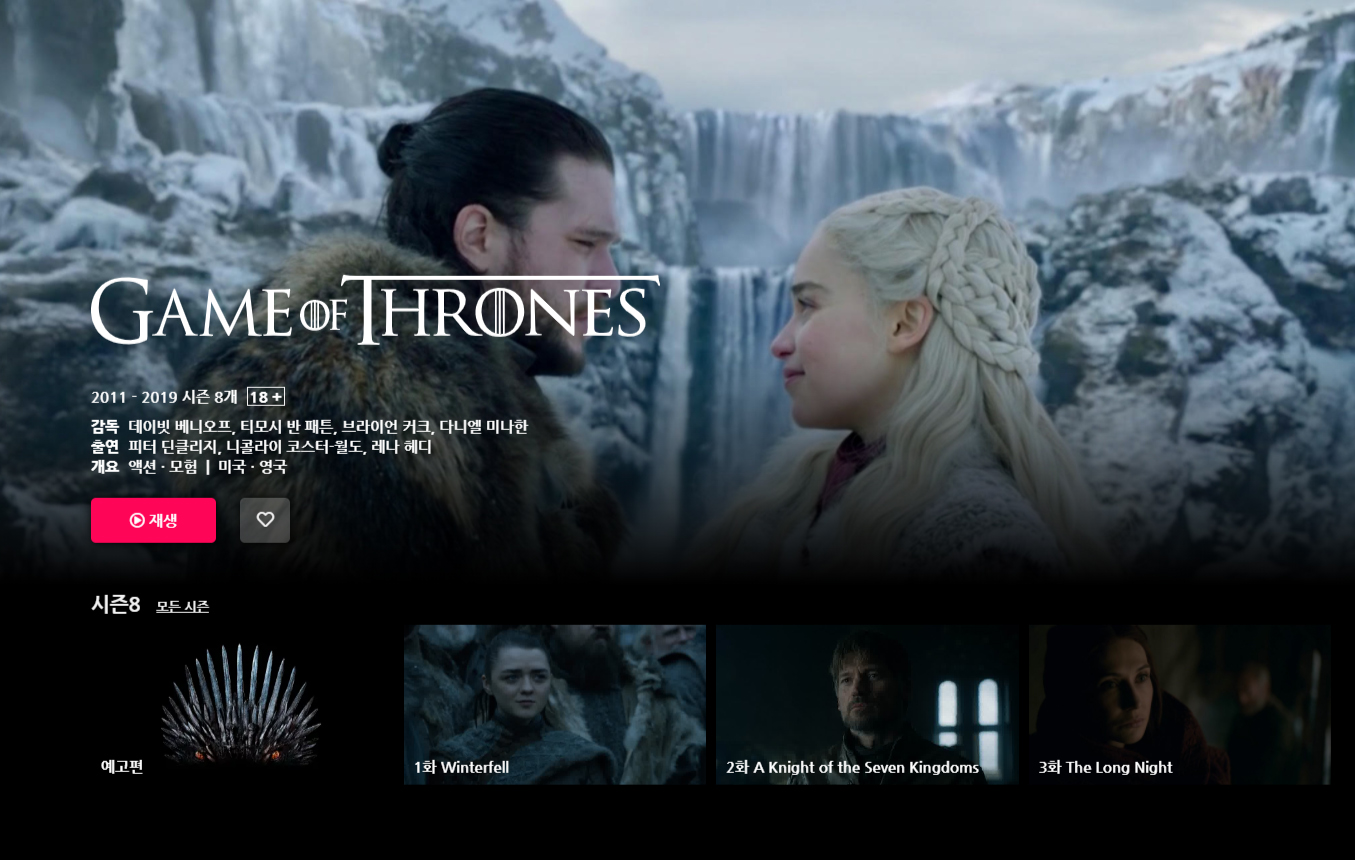 GAME OF THRONES
2011 - 2019 시즌 8개 18 +
감독 데이빗 베니오프, 티모시 반 패튼, 브라이언 커크, 다니엘 미나한
출연 피터 딘클리지, 니콜라이 코스터-월도, 레나 헤디
개요 액션 · 모험 | 미국 · 영국
재생
시즌8 모든 시즌
예고편
1화 Winterfell
2화 A Knight of the Seven Kingdoms
3화 The Long Night